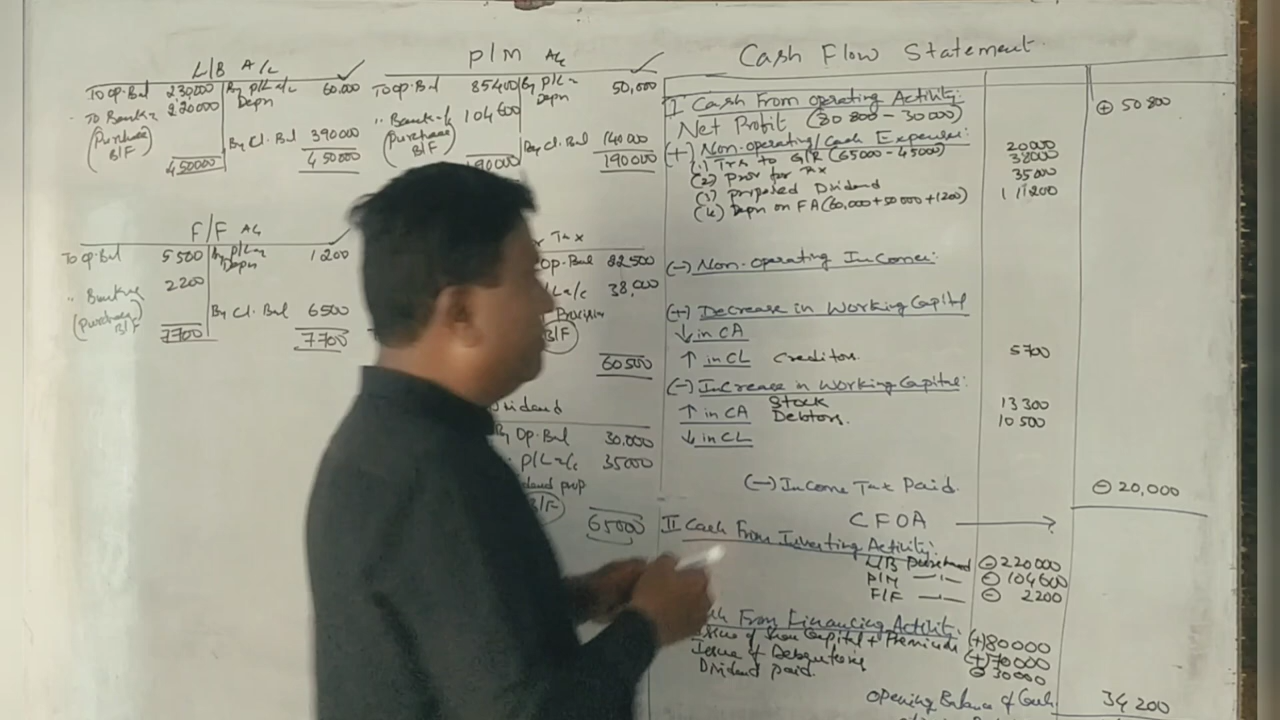 L/B A/c
To Op. Bal 230,000 By P/L a/c Depn 60,000
To Bank 220000
(Purchase B/F)
By Cl. Bal 390000
450000 450000
P/M A/c
To Op. Bal 85400 By P/L Depn 50,000
" Bank 104600
(Purchase B/F)
By Cl. Bal 140000
190000 190000
F/F A/c
To Op. Bal 5500 By P/L Depn 1200
" Bank 2200
(Purchase B/F)
By Cl. Bal 6500
7700 7700
Tax
Op. Bal 82500
a/c 38,000
Provision
B/F
60500
Dividend
By Op. Bal 30,000
P/L a/c 35000
prop
B/F
65000
Cash Flow Statement
I Cash From operating Activity:
Net Profit (80800 - 30000) + 50800
(+) Non-operating/Cash Expenses:
(1) Trs to G/R (65000 - 45000) 20000
(2) Prov for Tax 38000
(3) Proposed Dividend 35000
(4) Depn on FA (60,000 + 50000 + 1200) 1,11200
(-) Non-operating Income:
(+) Decrease in Working Capital
↓ in CA
↑ in CL Creditors 5700
(-) Increase in Working Capital:
↑ in CA Stock 13300
Debtors. 10500
↓ in CL
(-) Income Tax Paid. - 20,000
CFOA →
II Cash From Investing Activity:
L/B Purchased - 220000
P/M —"— - 104600
F/F —"— - 2200
Cash From Financing Activity.
Issue of Share Capital + Premium (+) 80000
Issue of Debentures (+) 70000
Dividend paid. - 30000
Opening Balance of Cash 34200